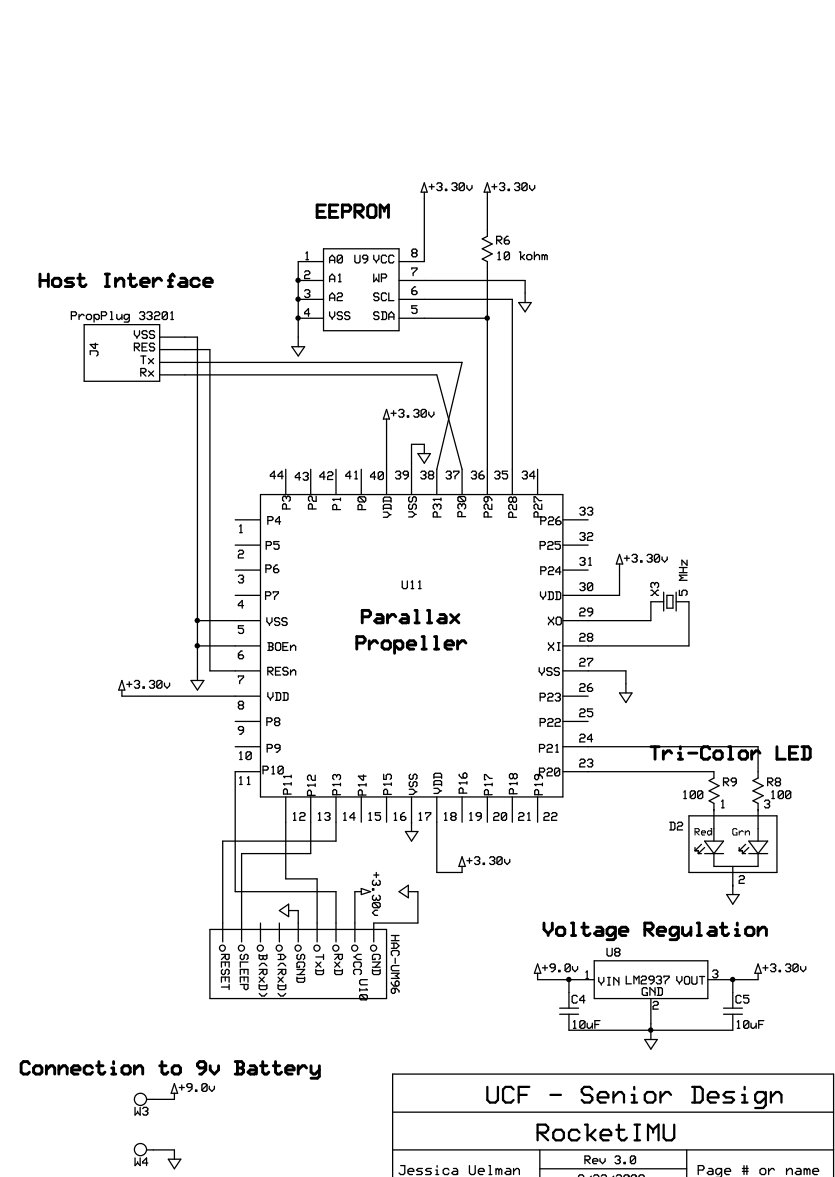 +3.30v +3.30v
EEPROM
R6
10 kohm
1 A0 U9 VCC 8
2 A1 WP 7
3 A2 SCL 6
4 VSS SDA 5
Host Interface
PropPlug 33201
J4
VSS
RES
Tx
Rx
+3.30v
44 43 42 41 40 39 38 37 36 35 34
P3 P2 P1 P0 VDD VSS P31 P30 P29 P28 P27
P4 P26 33
1 P5 P25 32
2 P6 P24 31
3 P7 VDD 30
4 VSS XO 29
5 BOEn XI 28
6 RESn VSS 27
7 VDD P23 26
8 P8 P22 25
9 P9 P21 24
10 P10 P20 23
11
U11
Parallax
Propeller
+3.30v
X3
5 MHz
+3.30v
P11 P12 P13 P14 P15 VSS VDD P16 P17 P18 P19
12 13 14 15 16 17 18 19 20 21 22
+3.30v
Tri-Color LED
R9
100
R8
100
1 3
D2
Red Grn
2
+3.30v
RESET
SLEEP
B(RxD)
A(RxD)
SGND
TxD
RxD
VCC
GND
U10
HAC-UM96
Voltage Regulation
U8
+9.0v 1 VIN LM2937 VOUT 3 +3.30v
GND
2
C4
10uF
C5
10uF
Connection to 9v Battery
+9.0v
W3
W4
UCF - Senior Design
RocketIMU
Jessica Uelman
Rev 3.0
Page # or name